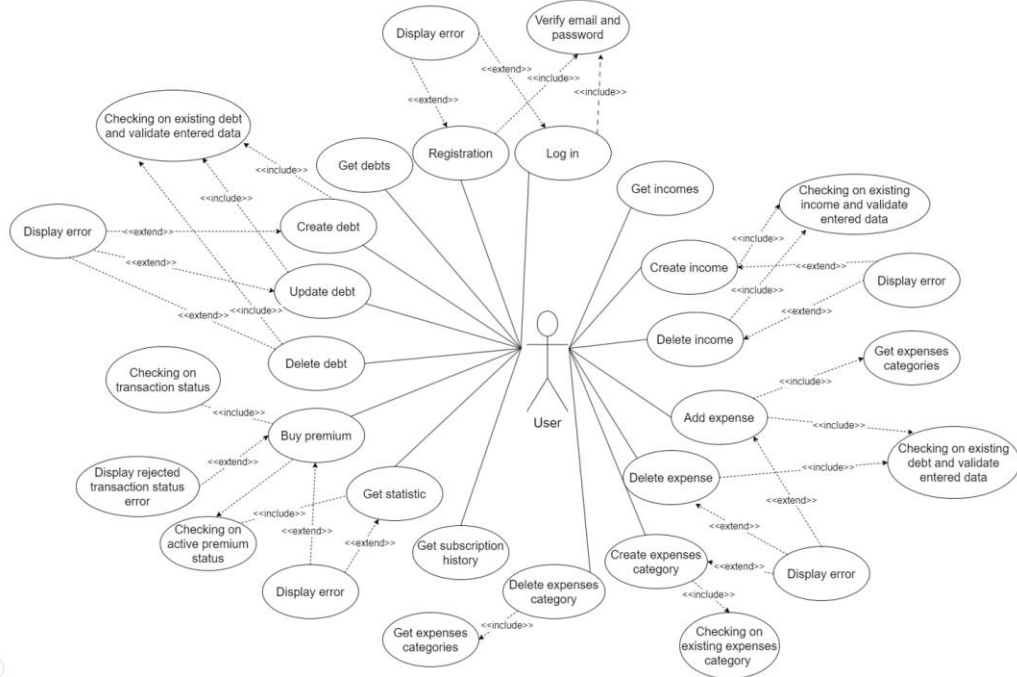 Display error
Verify email and
password
<<extend>>
<<include>>
<<extend>>
<<include>>
Checking on existing debt
and validate entered data
Registration
Log in
Get debts
<<include>>
Get incomes
Checking on existing
income and validate
entered data
<<include>>
Create debt
Display error
<<extend>>
<<include>>
Create income
<<extend>>
<<extend>>
Display error
Update debt
<<include>>
<<include>>
<<extend>>
<<extend>>
Delete income
Delete debt
Get expenses
categories
Checking on
transaction status
<<include>>
<<include>>
User
Add expense
<<include>>
Buy premium
Checking on existing
debt and validate
entered data
<<extend>>
Display rejected
transaction status
error
Delete expense
<<include>>
Get statistic
<<include>>
<<extend>>
Checking on
active premium
status
<<extend>>
<<extend>>
<<extend>>
Get subscription
history
Create expenses
category
<<extend>>
Display error
Display error
Delete expenses
category
<<include>>
<<include>>
Get expenses
categories
Checking on
existing expenses
category